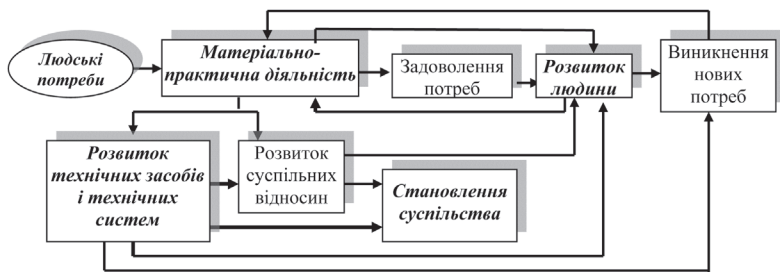 Людські
потреби
Матеріально-
практична діяльність
Задоволення
потреб
Розвиток
людини
Виникнення
нових
потреб
Розвиток
технічних засобів
і технічних
систем
Розвиток
суспільних
відносин
Становлення
суспільства